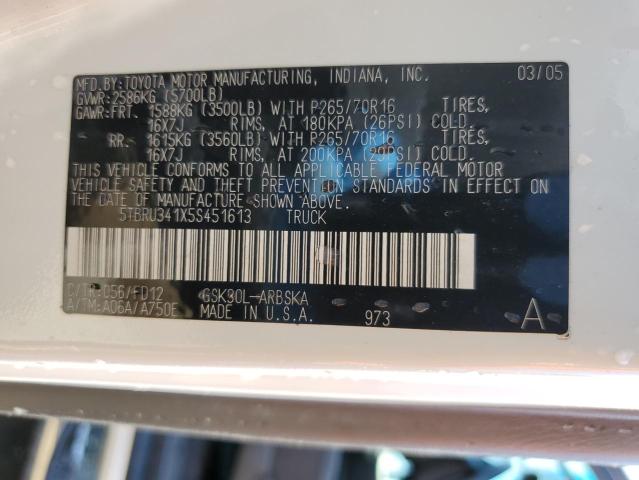 MFD.BY:TOYOTA MOTOR MANUFACTURING, INDIANA, INC. 03/05
GVWR:2586KG (5700LB)
GAWR:FRT. 1588KG (3500LB) WITH P265/70R16 TIRES,
16X7J RIMS, AT 180KPA (26PSI) COLD.
RR. 1615KG (3560LB) WITH P265/70R16 TIRES,
16X7J RIMS, AT 200KPA (29PSI) COLD.
THIS VEHICLE CONFORMS TO ALL APPLICABLE FEDERAL MOTOR
VEHICLE SAFETY AND THEFT PREVENTION STANDARDS IN EFFECT
ON THE DATE OF MANUFACTURE SHOWN ABOVE.
5TBRU341X5S451613 TRUCK
C/TR:056/FD12 GSK30L-ARBSKA
A/TM:A06A/A750E MADE IN U.S.A. 973 A